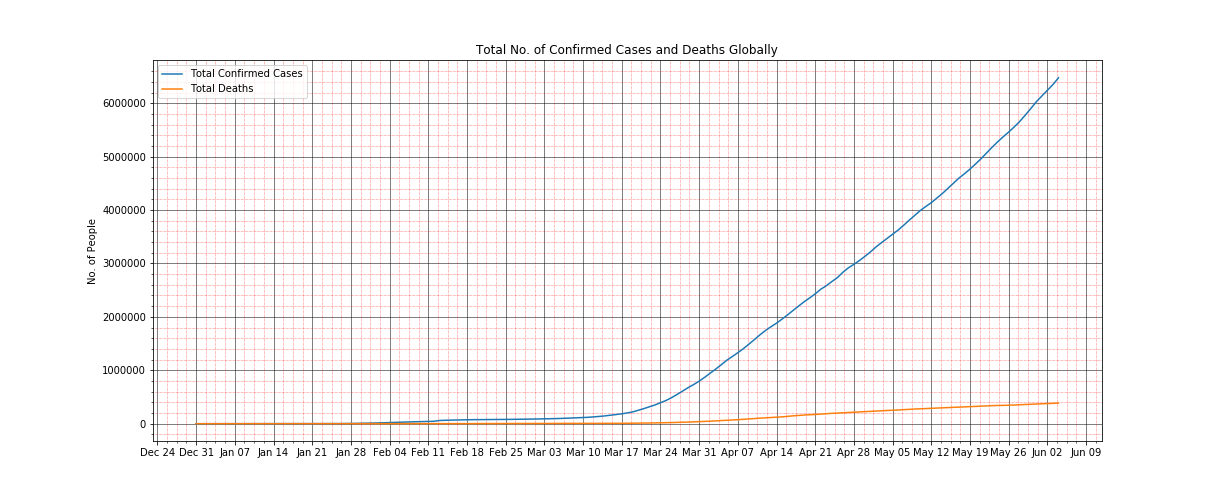 Total No. of Confirmed Cases and Deaths Globally
Total Confirmed Cases
Total Deaths
No. of People
6000000
5000000
4000000
3000000
2000000
1000000
0
Dec 24 Dec 31 Jan 07 Jan 14 Jan 21 Jan 28 Feb 04 Feb 11 Feb 18 Feb 25 Mar 03 Mar 10 Mar 17 Mar 24 Mar 31 Apr 07 Apr 14 Apr 21 Apr 28 May 05 May 12 May 19 May 26 Jun 02 Jun 09